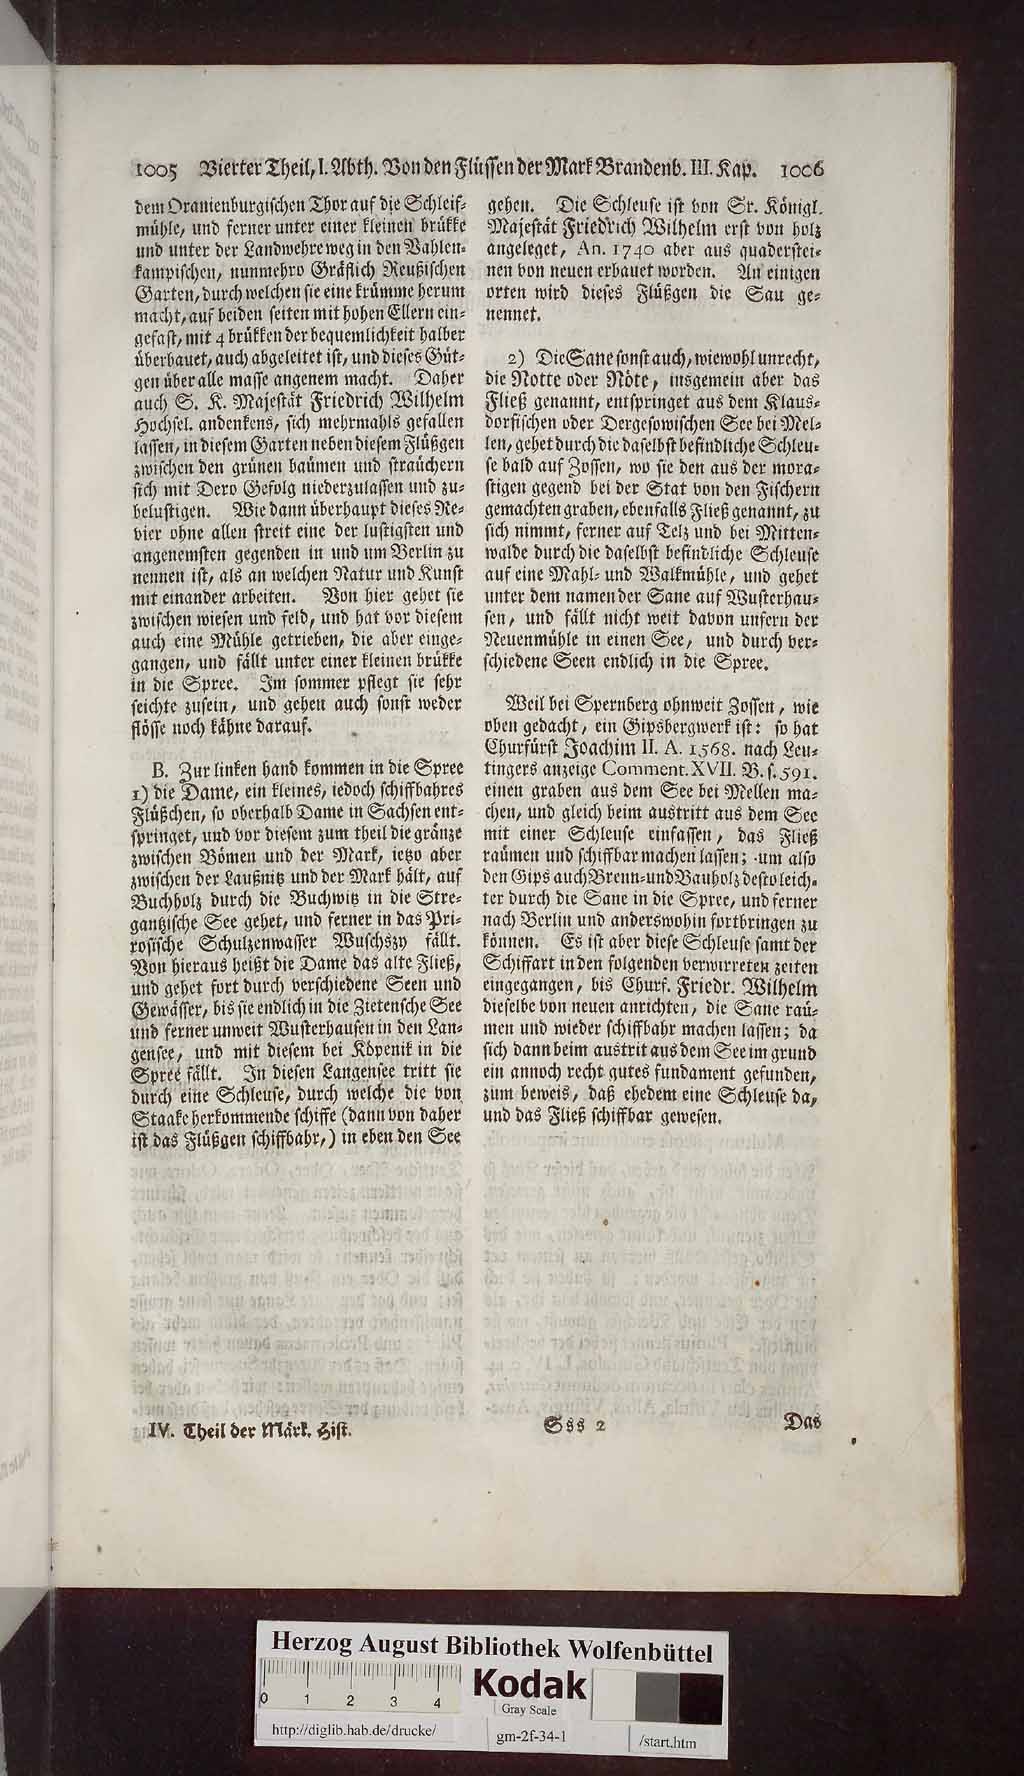 1005 Vierter Theil, I. Abth. Von den Flüssen der Mark Brandenb. III. Kap. 1006
dem Oranienburgischen Thor auf die Schleif-
mühle, und ferner unter einer kleinen brükke
und unter der Landwehre weg in den Vahlen-
kampischen, nunmehro Gräflich Reußischen
Garten, durch welchen sie eine krümme herum
macht, auf beiden seiten mit hohen Ellern ein-
gefast, mit 4 brükken der bequemlichkeit halber
überbauet, auch abgeleitet ist, und dieses Güt-
gen über alle masse angenem macht. Daher
auch S. K. Majestät Friedrich Wilhelm
Hochsel. andenkens, sich mehrmahls gefallen
lassen, in diesem Garten neben diesem Flüßgen
zwischen den grünen baümen und straüchern
sich mit Dero Gefolg niederzulassen und zu-
belustigen. Wie dann überhaupt dieses Re-
vier ohne allen streit eine der lustigsten und
angenemsten gegenden in und um Berlin zu
nennen ist, als an welchen Natur und Kunst
mit einander arbeiten. Von hier gehet sie
zwischen wiesen und feld, und hat vor diesem
auch eine Mühle getrieben, die aber einge-
gangen, und fällt unter einer kleinen brükke
in die Spree. Im sommer pflegt sie sehr
seichte zusein, und gehen auch sonst weder
flösse noch kähne darauf.
B. Zur linken hand kommen in die Spree
1) die Dame, ein kleines, iedoch schiffbahres
Flüßchen, so oberhalb Dame in Sachsen ent-
springet, und vor diesem zum theil die gränze
zwischen Bömen und der Mark, ietzo aber
zwischen der Laußnitz und der Mark hält, auf
Buchholz durch die Buchwitz in die Stre-
gantzische See gehet, und ferner in das Pri-
rosische Schulzenwasser Wuschszy fällt.
Von hieraus heißt die Dame das alte Fließ,
und gehet fort durch verschiedene Seen und
Gewässer, bis sie endlich in die Zietensche See
und ferner unweit Wusterhausen in den Lan-
gensee, und mit diesem bei Köpenik in die
Spree fällt. In diesen Langensee tritt sie
durch eine Schleuse, durch welche die von
Staake herkommende schiffe (dann von daher
ist das Flüßgen schiffbahr,) in eben den See
gehen. Die Schleuse ist von Sr. Königl.
Majestät Friedrich Wilhelm erst von holz
angeleget, An. 1740 aber aus quaderstei-
nen von neuen erbauet worden. An einigen
orten wird dieses Flüßgen die Sau ge-
nennet.
2) Die Sane sonst auch, wiewohl unrecht,
die Notte oder Nöte, insgemein aber das
Fließ genannt, entspringet aus dem Klaus-
dorfischen oder Dergesowischen See bei Mel-
len, gehet durch die daselbst befindliche Schleu-
se bald auf Zossen, wo sie den aus der mora-
stigen gegend bei der Stat von den Fischern
gemachten graben, ebenfalls Fließ genannt, zu
sich nimmt, ferner auf Telz und bei Mitten-
walde durch die daselbst befindliche Schleuse
auf eine Mahl- und Walkmühle, und gehet
unter dem namen der Sane auf Wusterhau-
sen, und fällt nicht weit davon unfern der
Neuenmühle in einen See, und durch ver-
schiedene Seen endlich in die Spree.
Weil bei Spernberg ohnweit Zossen, wie
oben gedacht, ein Gipsbergwerk ist: so hat
Churfürst Joachim II. A. 1568. nach Leu-
tingers anzeige Comment. XVII. B. s. 591.
einen graben aus dem See bei Mellen ma-
chen, und gleich beim austritt aus dem See
mit einer Schleuse einfassen, das Fließ
raümen und schiffbar machen lassen; um also
den Gips auch Brenn- und Bauholz desto leich-
ter durch die Sane in die Spree, und ferner
nach Berlin und anderswohin fortbringen zu
können. Es ist aber diese Schleuse samt der
Schiffart in den folgenden verwirreten zeiten
eingegangen, bis Churf. Friedr. Wilhelm
dieselbe von neuen anrichten, die Sane raü-
men und wieder schiffbahr machen lassen; da
sich dann beim austrit aus dem See im grund
ein annoch recht gutes fundament gefunden,
zum beweis, daß ehedem eine Schleuse da,
und das Fließ schiffbar gewesen.
IV. Theil der Märk. Hist. Sss 2 Das
Herzog August Bibliothek Wolfenbüttel
0 1 2 3 4
Kodak
Gray Scale
http://diglib.hab.de/drucke/
gm-2f-34-1
/start.htm